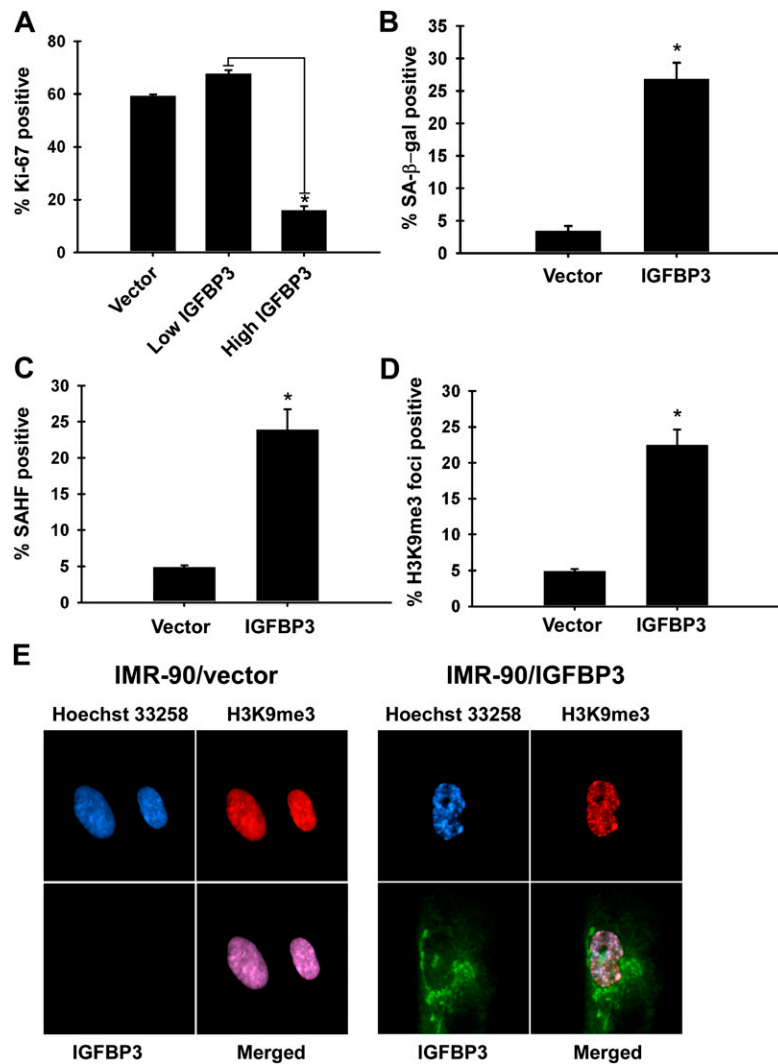 A
% Ki-67 positive
80
60
40
20
0
*
Vector
Low IGFBP3
High IGFBP3
B
% SA-β-gal positive
35
30
25
20
15
10
5
0
*
Vector
IGFBP3
C
% SAHF positive
30
25
20
15
10
5
0
*
Vector
IGFBP3
D
% H3K9me3 foci positive
30
25
20
15
10
5
0
*
Vector
IGFBP3
E
IMR-90/vector
Hoechst 33258
H3K9me3
IGFBP3
Merged
IMR-90/IGFBP3
Hoechst 33258
H3K9me3
IGFBP3
Merged